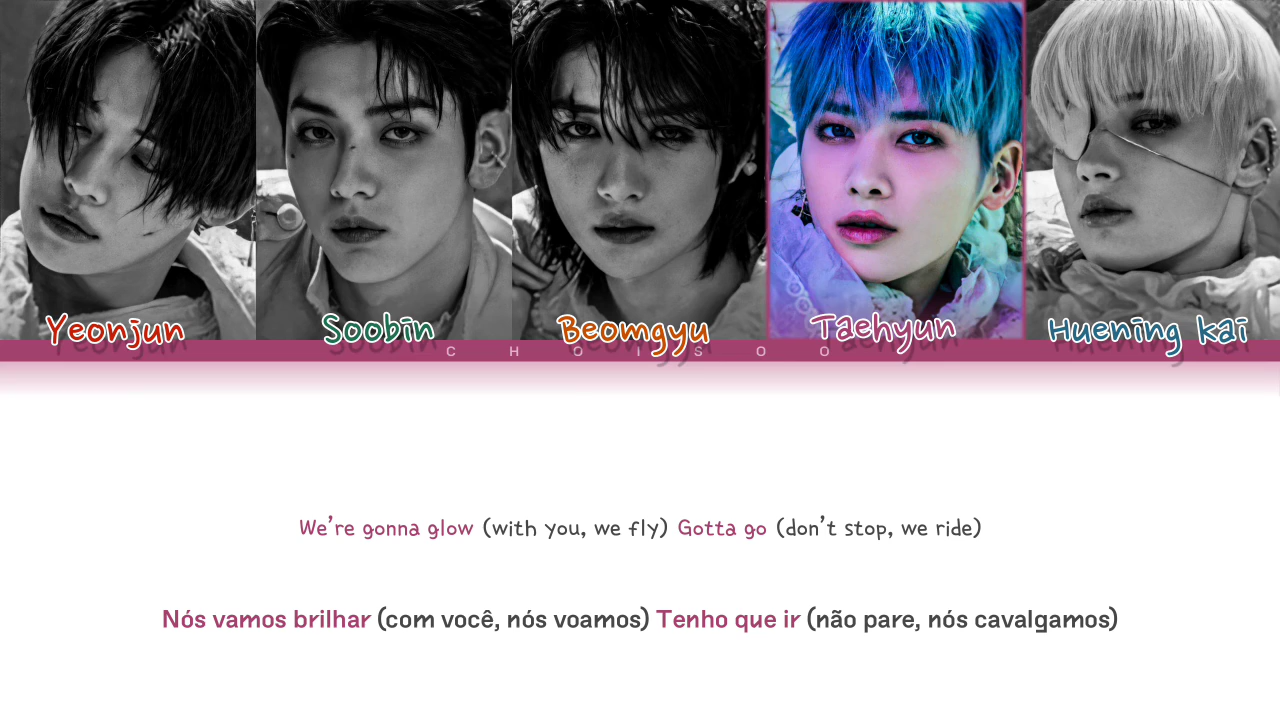 Yeonjun Soobin Beomgyu Taehyun Huening kai
C H O I S O O
We're gonna glow (with you, we fly) Gotta go (don't stop, we ride)
Nós vamos brilhar (com você, nós voamos) Tenho que ir (não pare, nós cavalgamos)